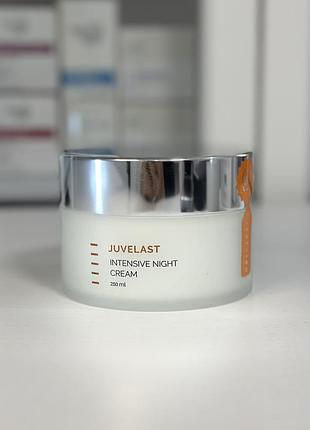 JUVELAST
INTENSIVE NIGHT
CREAM
250 ml